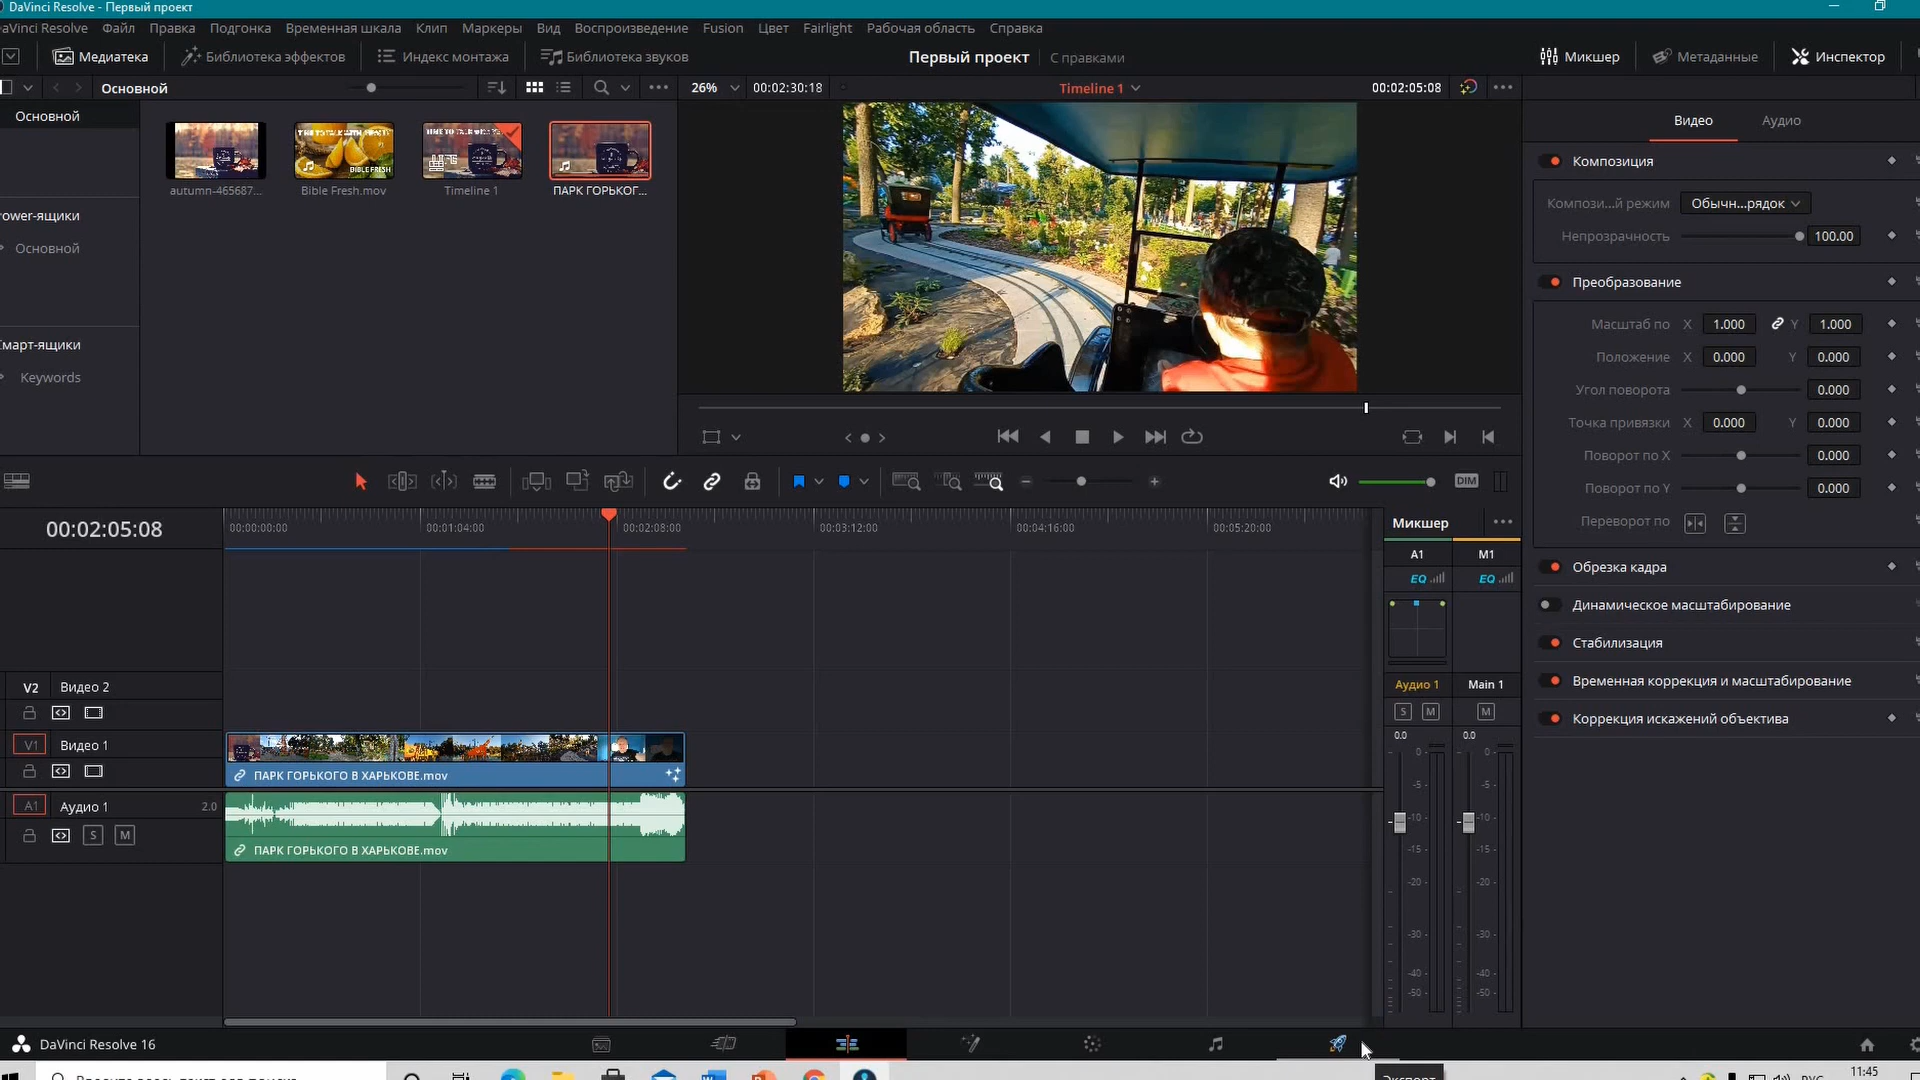 DaVinci Resolve - Первый проект
DaVinci Resolve Файл Правка Подгонка Временная шкала Клип Маркеры Вид Воспроизведение Fusion Цвет Fairlight Рабочая область Справка
Медиатека Библиотека эффектов Индекс монтажа Библиотека звуков Первый проект С правками Микшер Метаданные Инспектор
Основной 26% 00:02:30:18 Timeline 1 00:02:05:08
Основной
Видео Аудио
autumn-465687... Bible Fresh.mov Timeline 1 ПАРК ГОРЬКОГ...
BIBLE FRESH
ower-ящики
Основной
Смарт-ящики
Keywords
Композиция
Компози...й режим Обычн...рядок
Непрозрачность 100.00
Преобразование
Масштаб по X 1.000 Y 1.000
Положение X 0.000 Y 0.000
Угол поворота 0.000
Точка привязки X 0.000 Y 0.000
Поворот по X 0.000
Поворот по Y 0.000
Переворот по
Обрезка кадра
Динамическое масштабирование
Стабилизация
Временная коррекция и масштабирование
Коррекция искажений объектива
DIM
00:02:05:08
00:00:00:00 00:01:04:00 00:02:08:00 00:03:12:00 00:04:16:00 00:05:20:00
V2 Видео 2
V1 Видео 1
ПАРК ГОРЬКОГО В ХАРЬКОВЕ.mov
A1 Аудио 1 2.0
S M
ПАРК ГОРЬКОГО В ХАРЬКОВЕ.mov
Микшер
A1 M1
EQ EQ
Аудио 1 Main 1
S M M
0.0 0.0
0 0
-5 -5
-10 -10
-15 -15
-20 -20
-30 -30
-40 -40
-50 -50
DaVinci Resolve 16
Экспорт
РУС
11:45